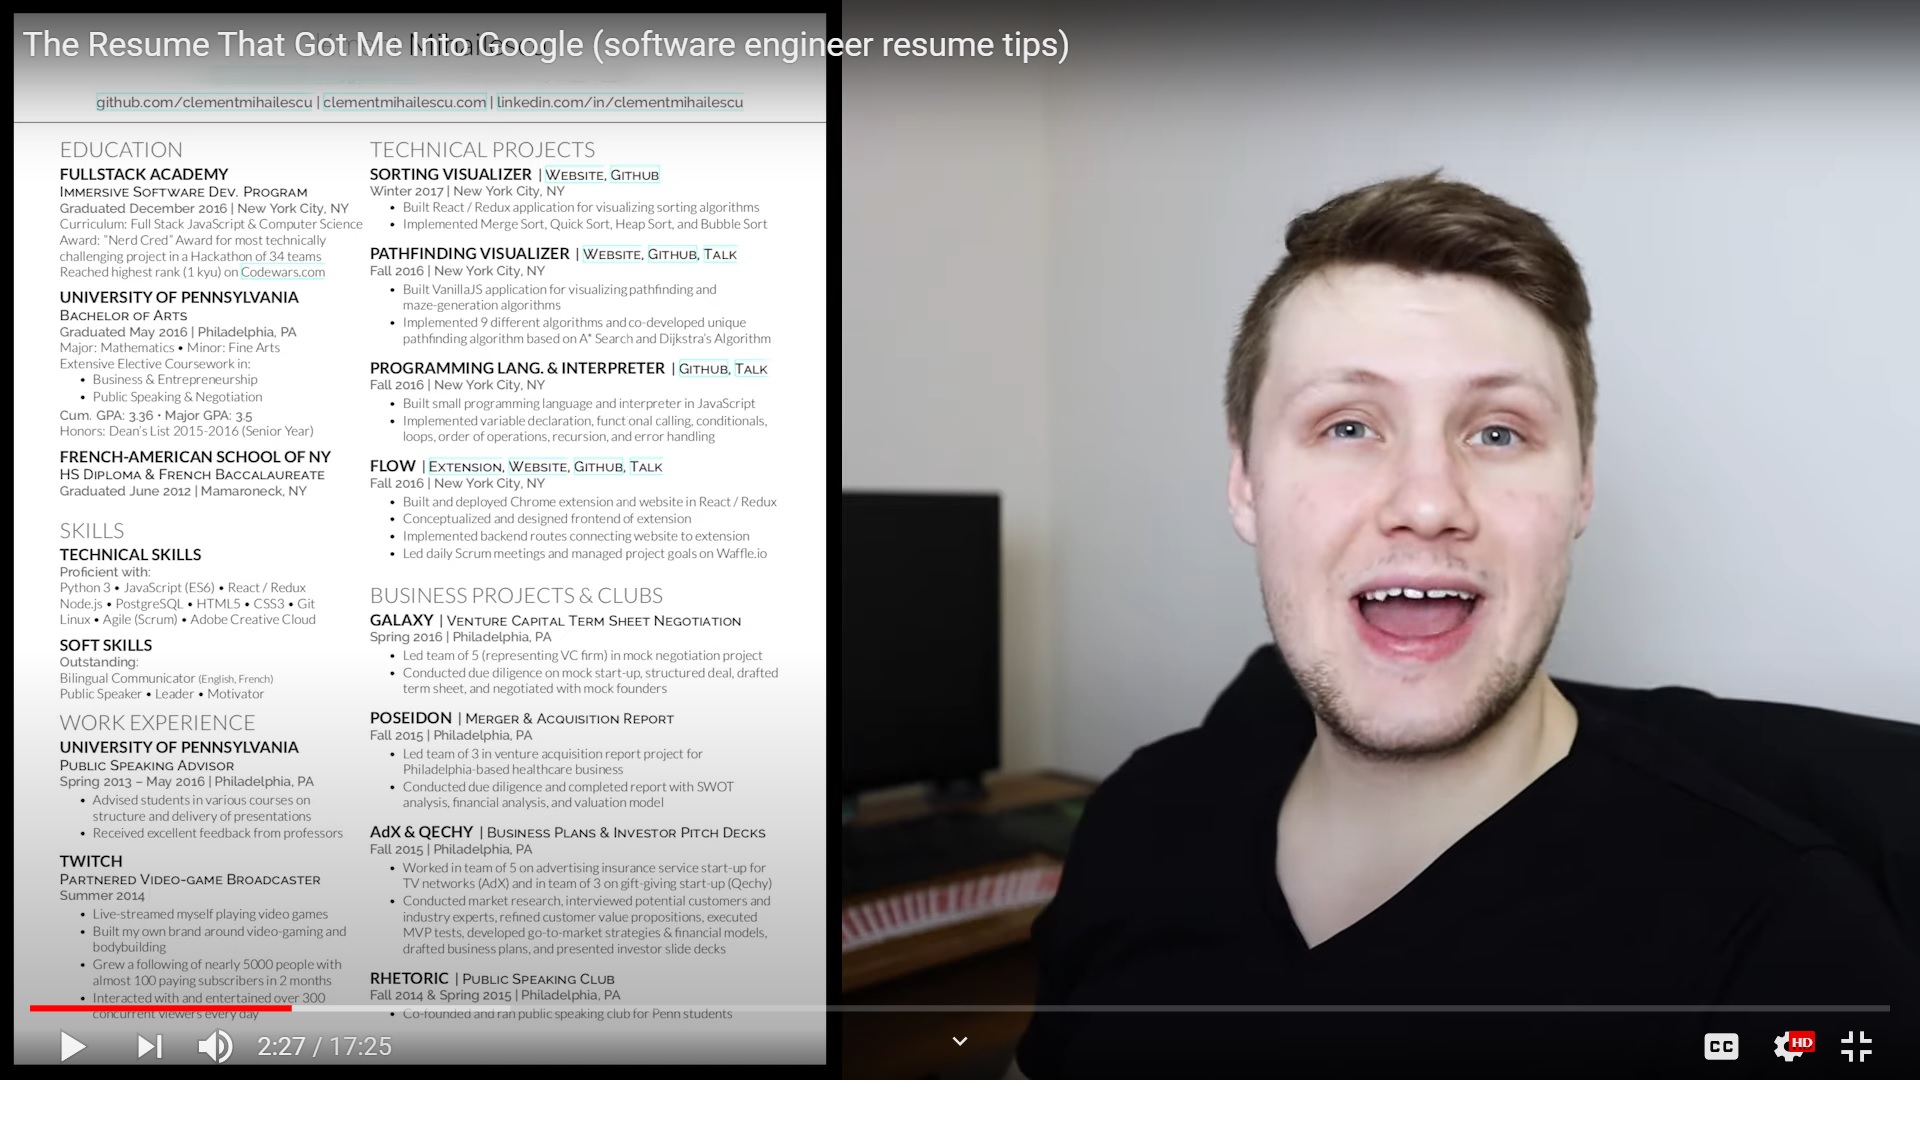 The Resume That Got Me Into Google (software engineer resume tips)
github.com/clementmihailescu | clementmihailescu.com | linkedin.com/in/clementmihailescu
EDUCATION
FULLSTACK ACADEMY
IMMERSIVE SOFTWARE DEV. PROGRAM
Graduated December 2016 | New York City, NY
Curriculum: Full Stack JavaScript & Computer Science
Award: "Nerd Cred" Award for most technically
challenging project in a Hackathon of 34 teams
Reached highest rank (1 kyu) on Codewars.com
UNIVERSITY OF PENNSYLVANIA
BACHELOR OF ARTS
Graduated May 2016 | Philadelphia, PA
Major: Mathematics • Minor: Fine Arts
Extensive Elective Coursework in:
• Business & Entrepreneurship
• Public Speaking & Negotiation
Cum. GPA: 3.36 • Major GPA: 3.5
Honors: Dean's List 2015-2016 (Senior Year)
FRENCH-AMERICAN SCHOOL OF NY
HS DIPLOMA & FRENCH BACCALAUREATE
Graduated June 2012 | Mamaroneck, NY
SKILLS
TECHNICAL SKILLS
Proficient with:
Python 3 • JavaScript (ES6) • React / Redux
Node.js • PostgreSQL • HTML5 • CSS3 • Git
Linux • Agile (Scrum) • Adobe Creative Cloud
SOFT SKILLS
Outstanding:
Bilingual Communicator (English, French)
Public Speaker • Leader • Motivator
WORK EXPERIENCE
UNIVERSITY OF PENNSYLVANIA
PUBLIC SPEAKING ADVISOR
Spring 2013 – May 2016 | Philadelphia, PA
• Advised students in various courses on
structure and delivery of presentations
• Received excellent feedback from professors
TWITCH
PARTNERED VIDEO-GAME BROADCASTER
Summer 2014
• Live-streamed myself playing video games
• Built my own brand around video-gaming and
bodybuilding
• Grew a following of nearly 5000 people with
almost 100 paying subscribers in 2 months
• Interacted with and entertained over 300
concurrent viewers every day
TECHNICAL PROJECTS
SORTING VISUALIZER | WEBSITE, GITHUB
Winter 2017 | New York City, NY
• Built React / Redux application for visualizing sorting algorithms
• Implemented Merge Sort, Quick Sort, Heap Sort, and Bubble Sort
PATHFINDING VISUALIZER | WEBSITE, GITHUB, TALK
Fall 2016 | New York City, NY
• Built VanillaJS application for visualizing pathfinding and
maze-generation algorithms
• Implemented 9 different algorithms and co-developed unique
pathfinding algorithm based on A* Search and Dijkstra's Algorithm
PROGRAMMING LANG. & INTERPRETER | GITHUB, TALK
Fall 2016 | New York City, NY
• Built small programming language and interpreter in JavaScript
• Implemented variable declaration, funct onal calling, conditionals,
loops, order of operations, recursion, and error handling
FLOW | EXTENSION, WEBSITE, GITHUB, TALK
Fall 2016 | New York City, NY
• Built and deployed Chrome extension and website in React / Redux
• Conceptualized and designed frontend of extension
• Implemented backend routes connecting website to extension
• Led daily Scrum meetings and managed project goals on Waffle.io
BUSINESS PROJECTS & CLUBS
GALAXY | VENTURE CAPITAL TERM SHEET NEGOTIATION
Spring 2016 | Philadelphia, PA
• Led team of 5 (representing VC firm) in mock negotiation project
• Conducted due diligence on mock start-up, structured deal, drafted
term sheet, and negotiated with mock founders
POSEIDON | MERGER & ACQUISITION REPORT
Fall 2015 | Philadelphia, PA
• Led team of 3 in venture acquisition report project for
Philadelphia-based healthcare business
• Conducted due diligence and completed report with SWOT
analysis, financial analysis, and valuation model
AdX & QECHY | BUSINESS PLANS & INVESTOR PITCH DECKS
Fall 2015 | Philadelphia, PA
• Worked in team of 5 on advertising insurance service start-up for
TV networks (AdX) and in team of 3 on gift-giving start-up (Qechy)
• Conducted market research, interviewed potential customers and
industry experts, refined customer value propositions, executed
MVP tests, developed go-to-market strategies & financial models,
drafted business plans, and presented investor slide decks
RHETORIC | PUBLIC SPEAKING CLUB
Fall 2014 & Spring 2015 | Philadelphia, PA
• Co-founded and ran public speaking club for Penn students
2:27 / 17:25
CC
HD